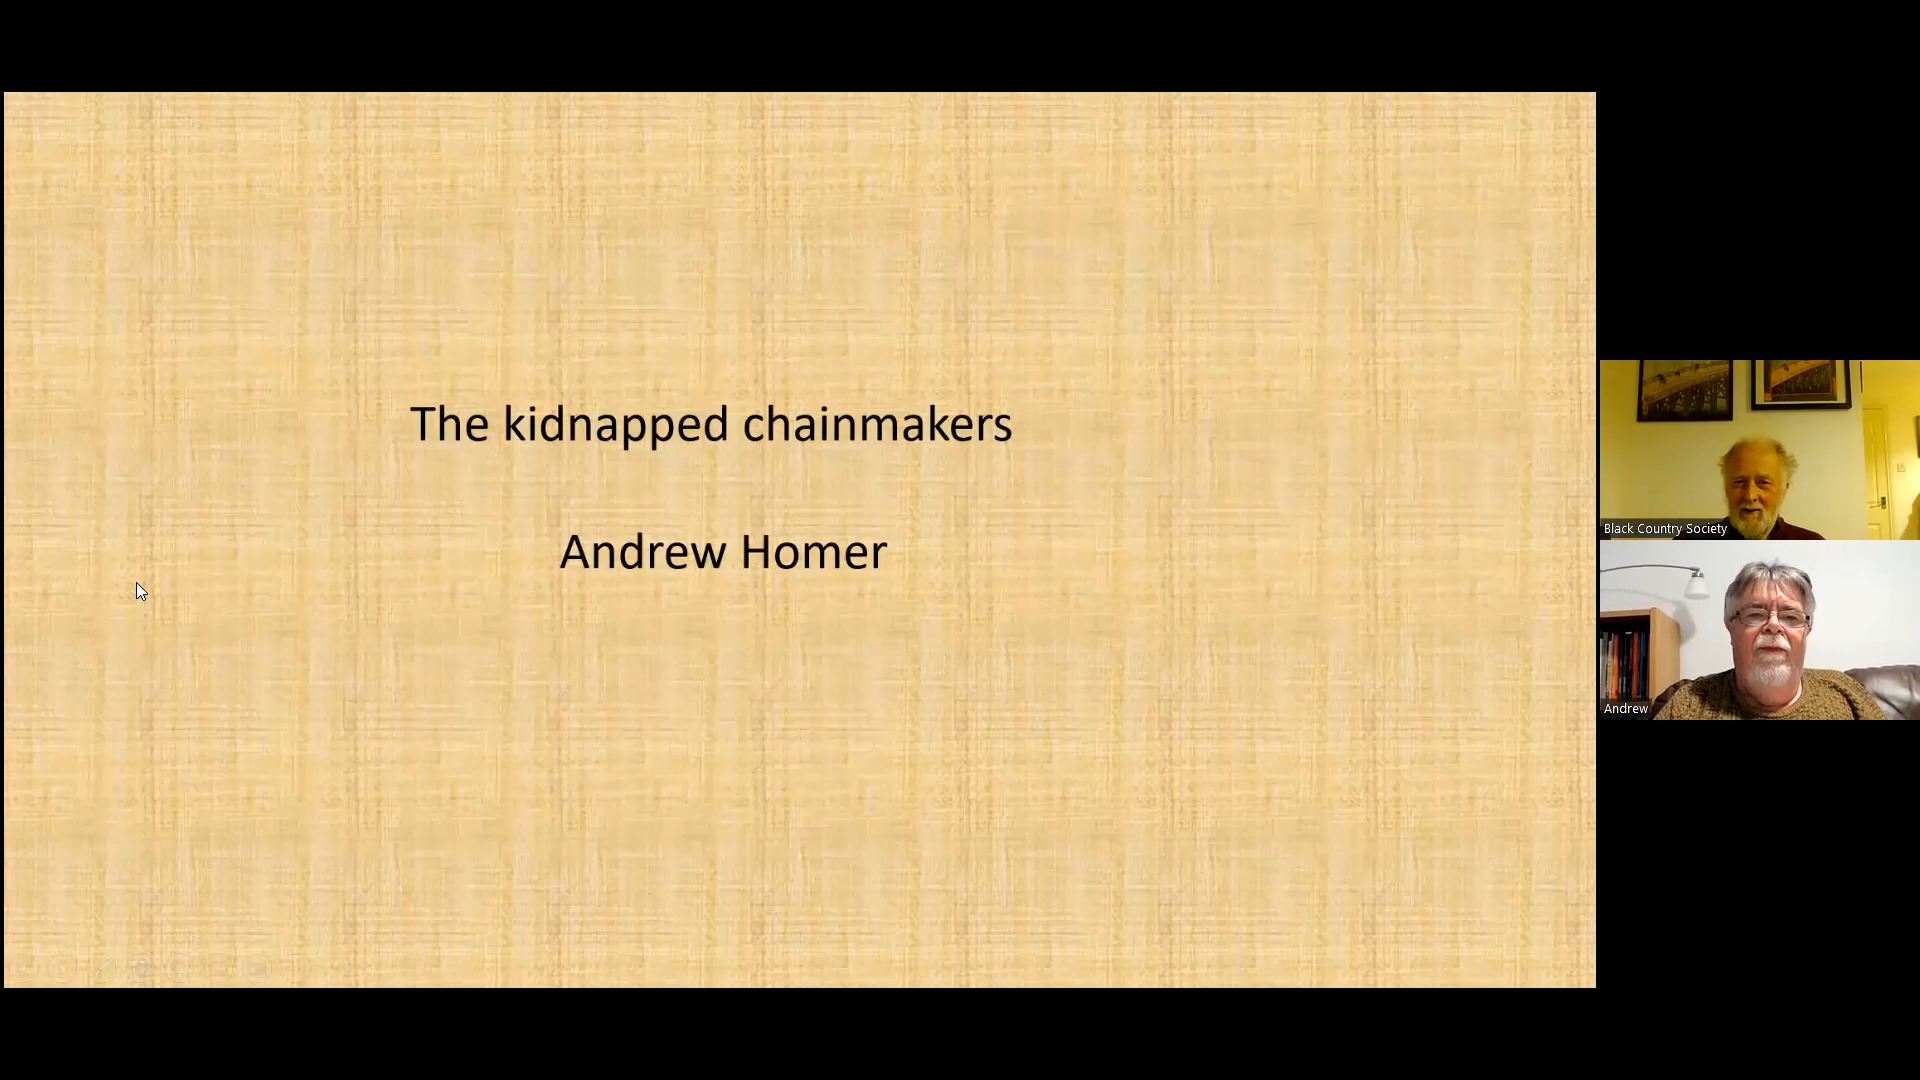 The kidnapped chainmakers
Andrew Homer
Black Country Society
Andrew